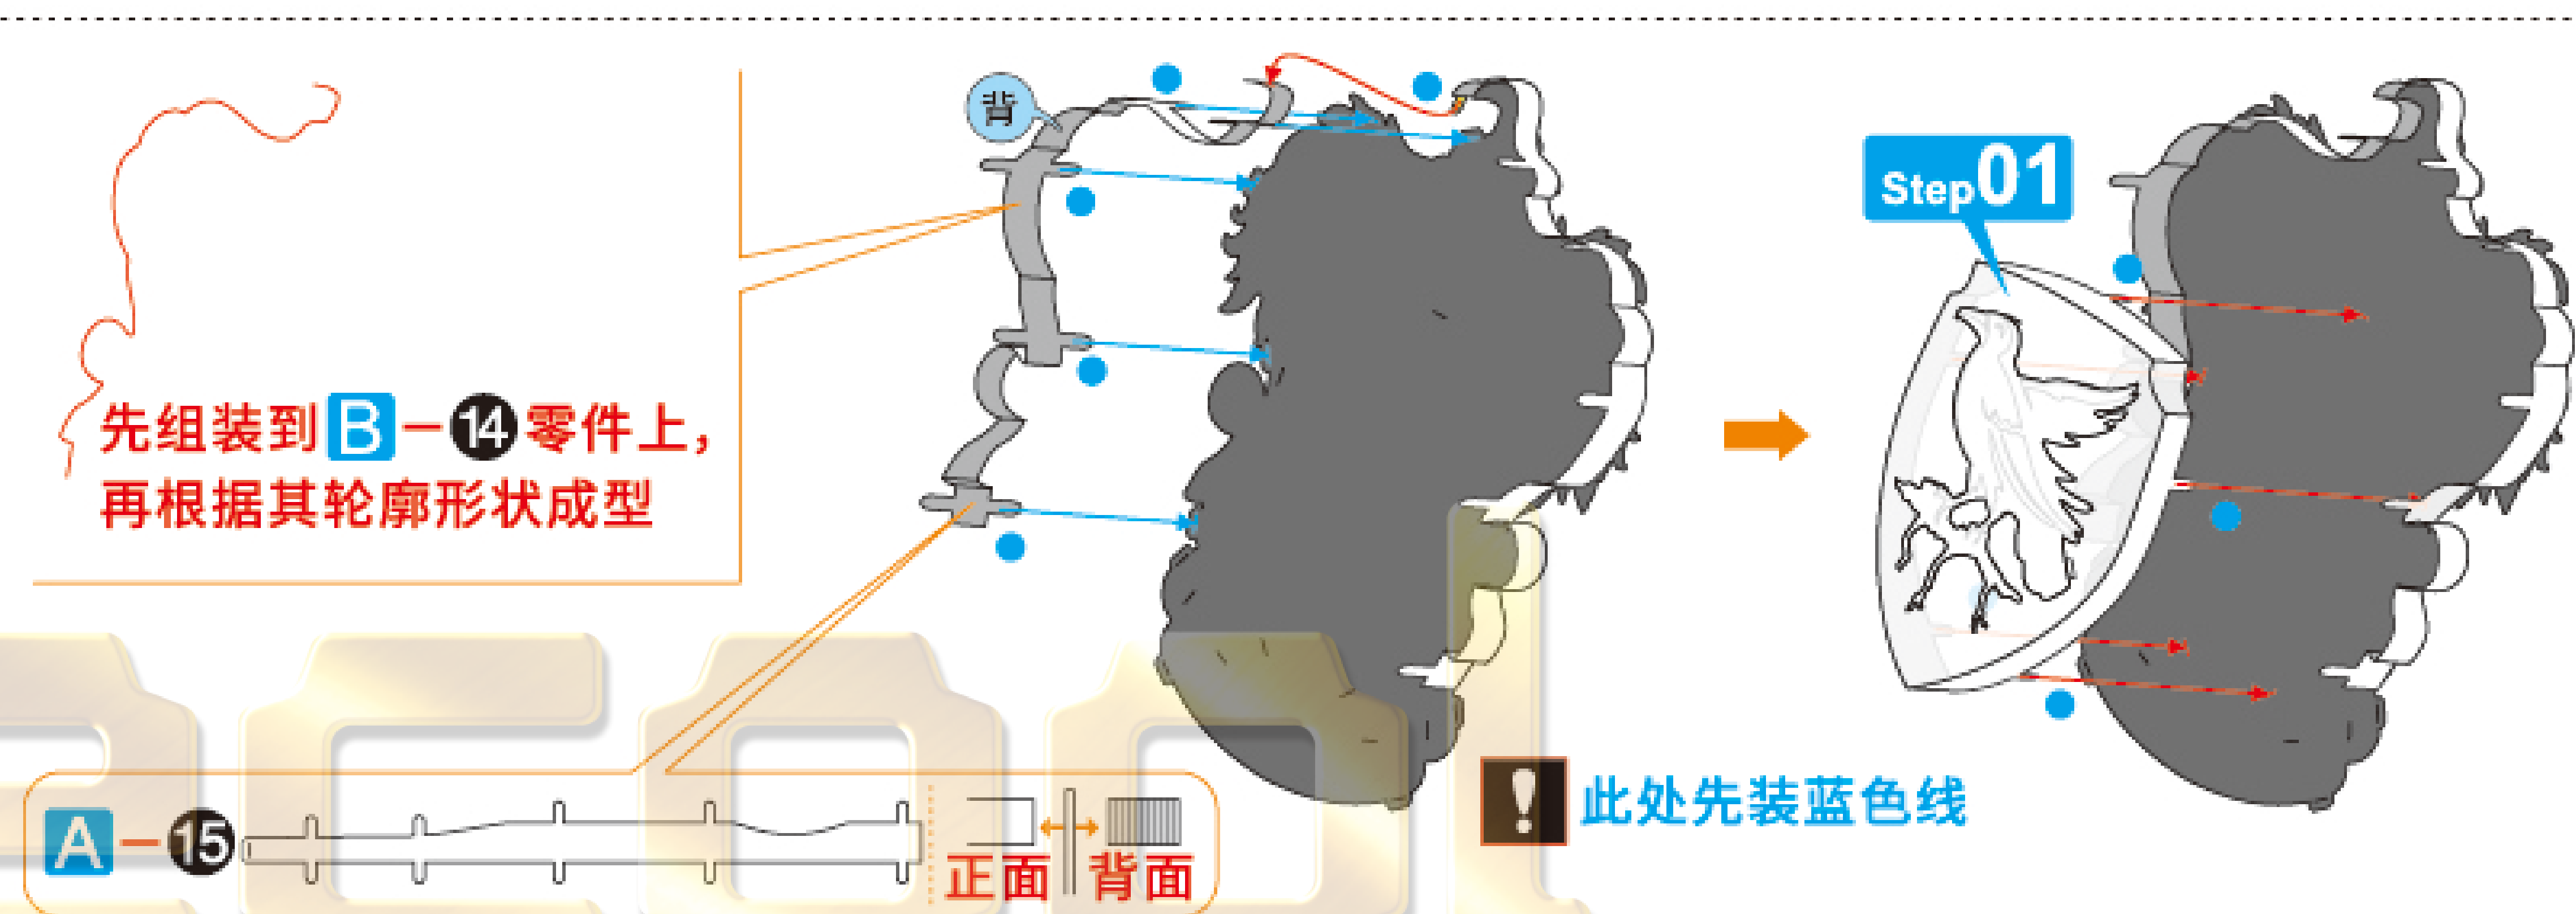 背
Step01
先组装到B-14零件上，
再根据其轮廓形状成型
! 此处先装蓝色线
A-15
正面 背面